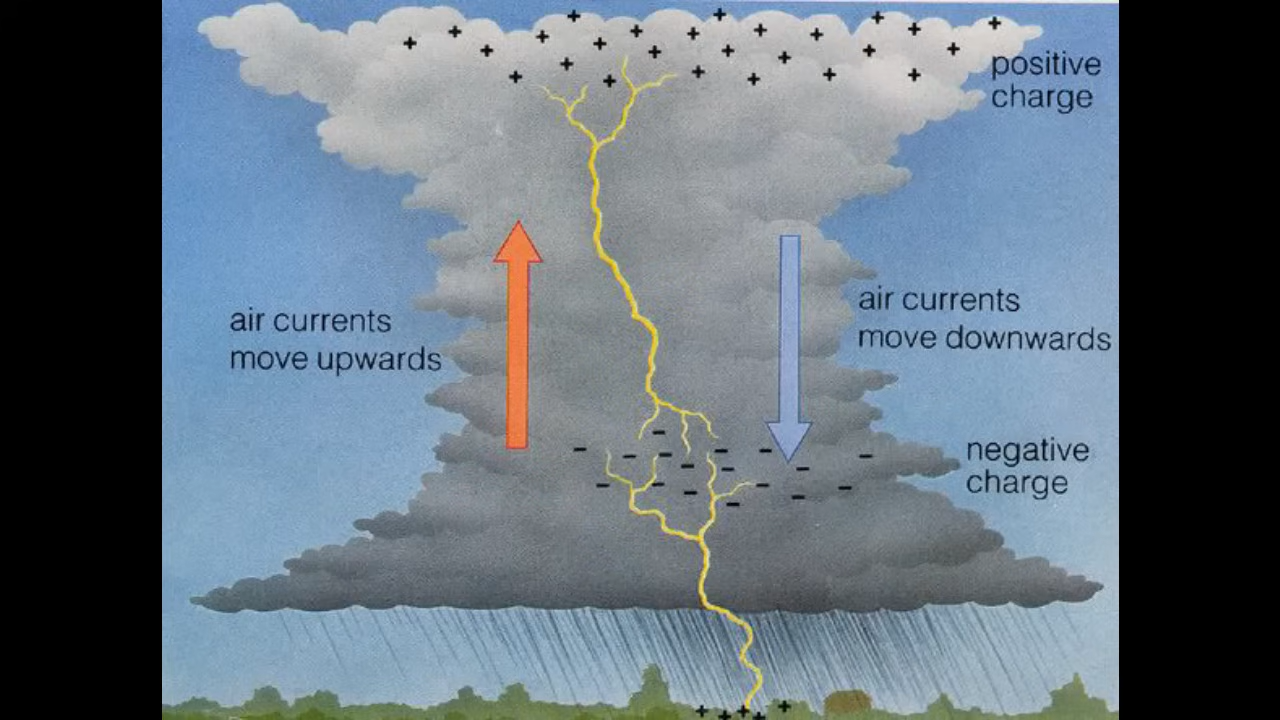 positive
charge
air currents
move upwards
air currents
move downwards
negative
charge